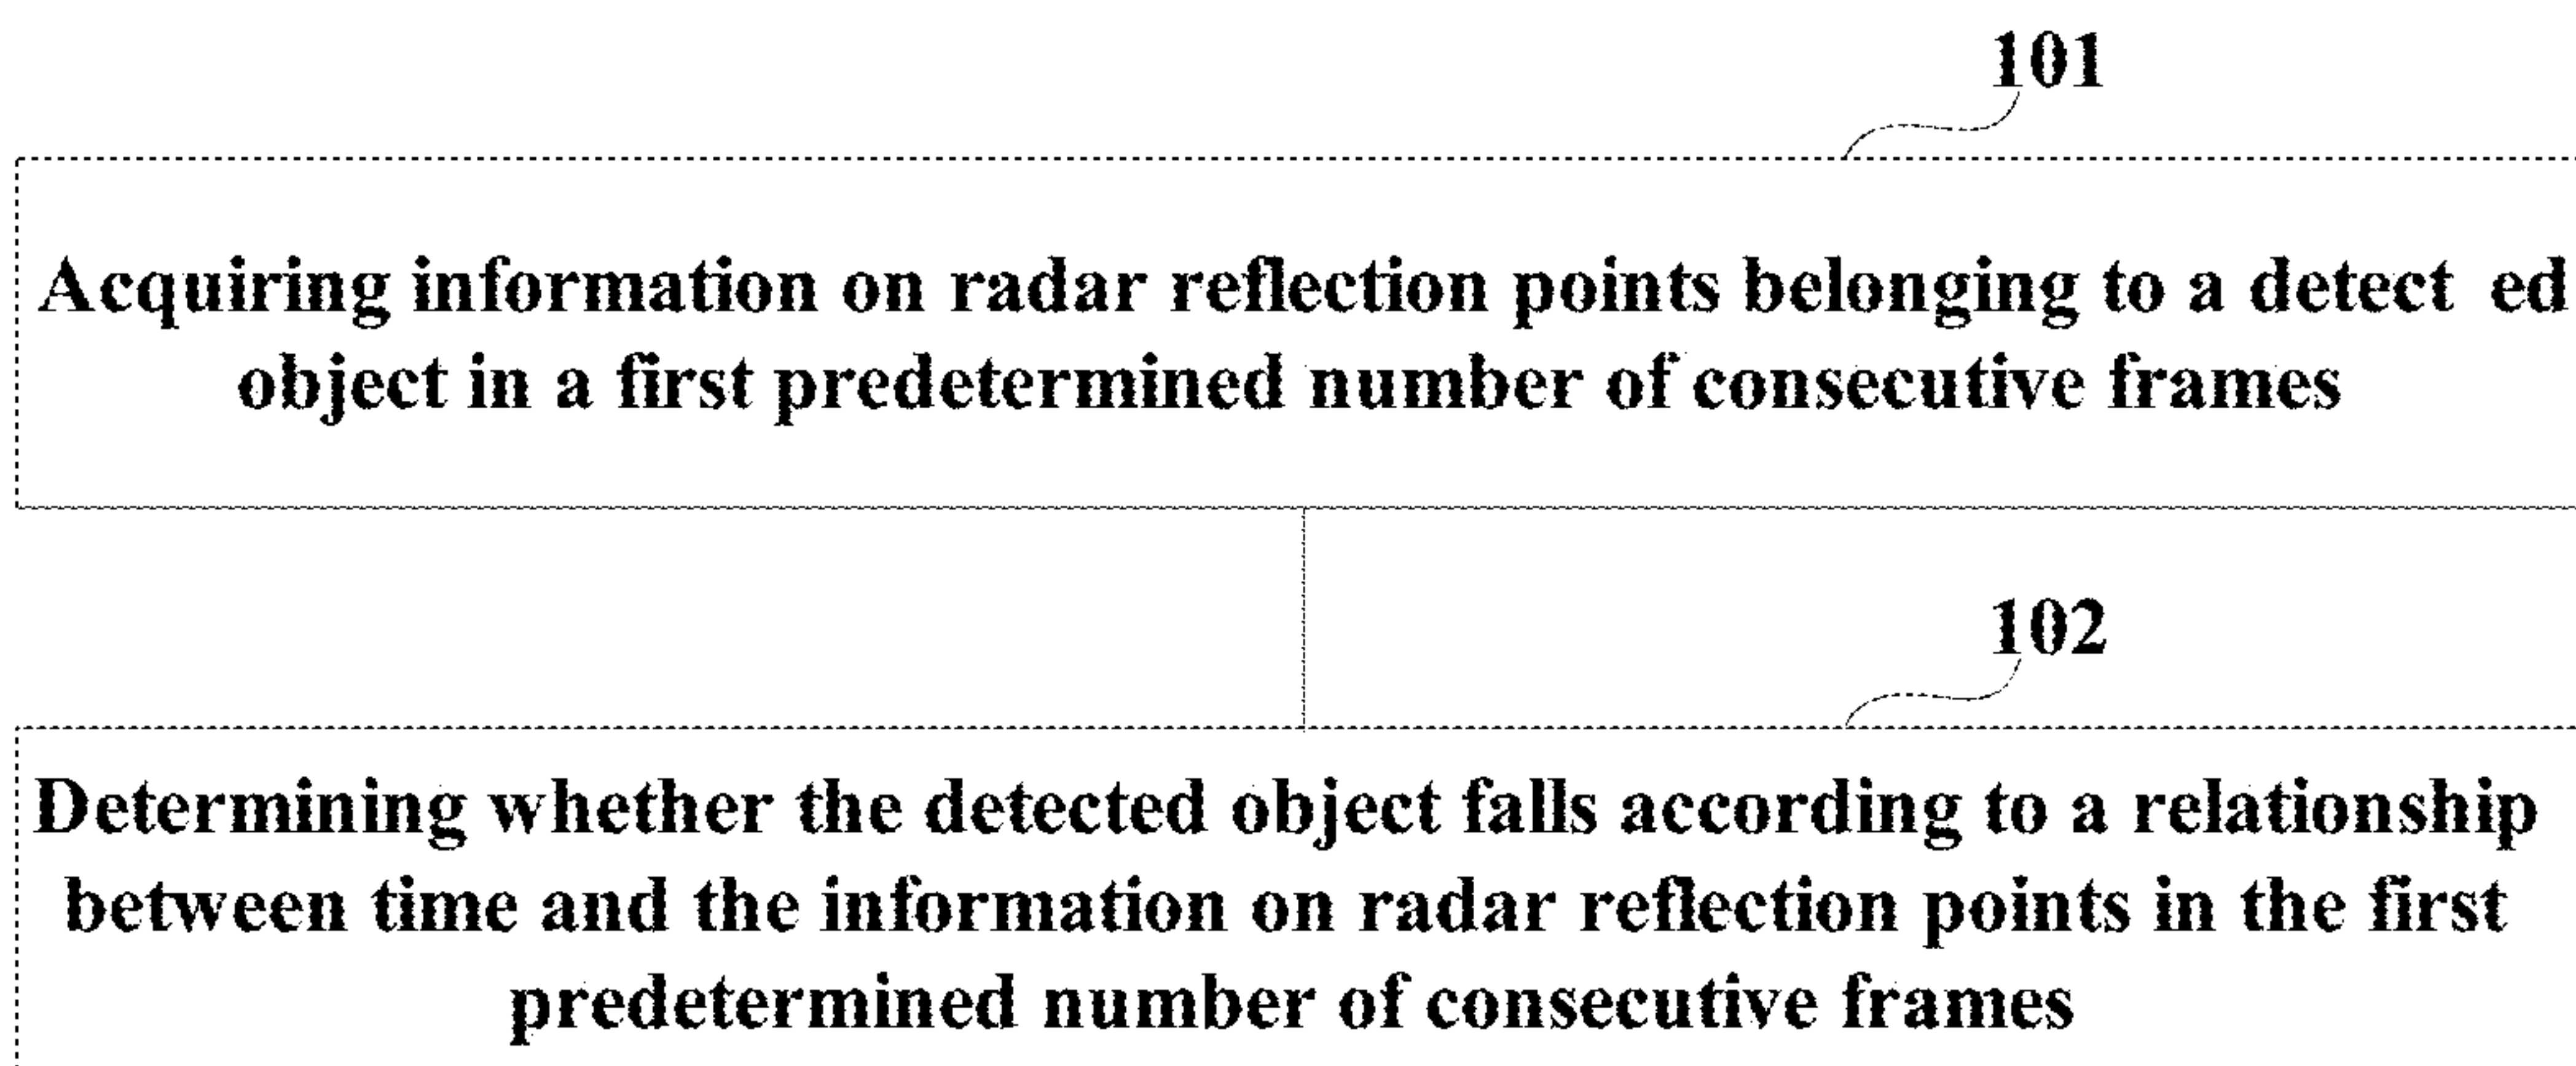 101
Acquiring information on radar reflection points belonging to a detect ed
object in a first predetermined number of consecutive frames
102
Determining whether the detected object falls according to a relationship
between time and the information on radar reflection points in the first
predetermined number of consecutive frames